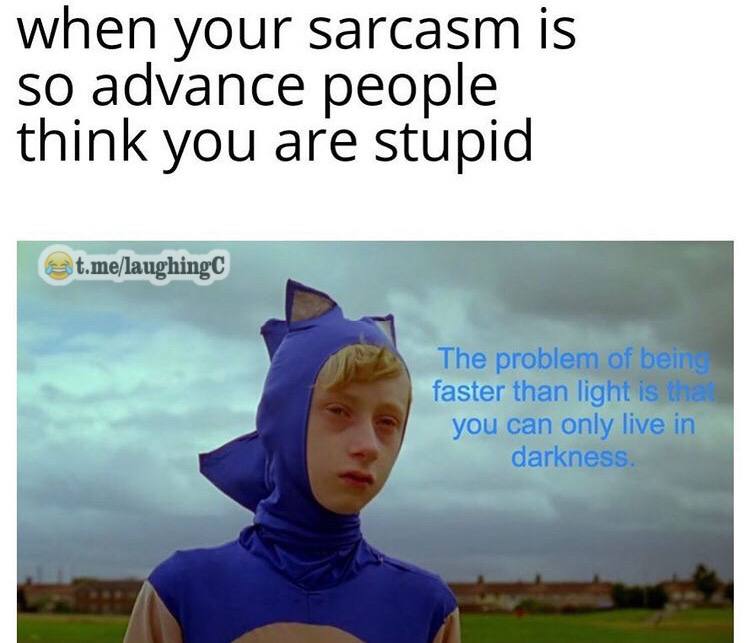 when your sarcasm is
so advance people
think you are stupid
t.me/laughingC
The problem of being
faster than light is that
you can only live in
darkness.